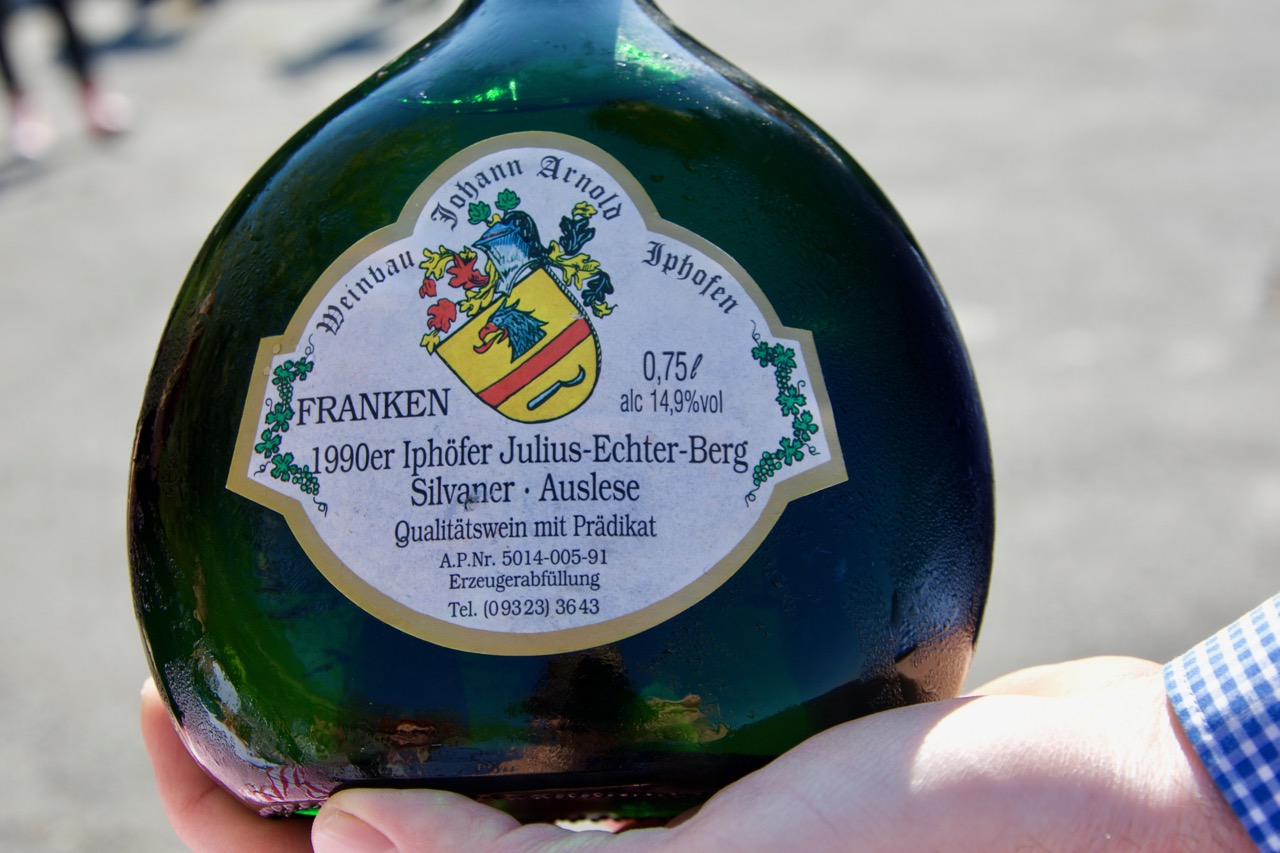 Weinbau Johann Arnold Iphofen
0,75ℓ
alc 14,9%vol
FRANKEN
1990er Iphöfer Julius-Echter-Berg
Silvaner · Auslese
Qualitätswein mit Prädikat
A.P.Nr. 5014-005-91
Erzeugerabfüllung
Tel. (09323) 3643